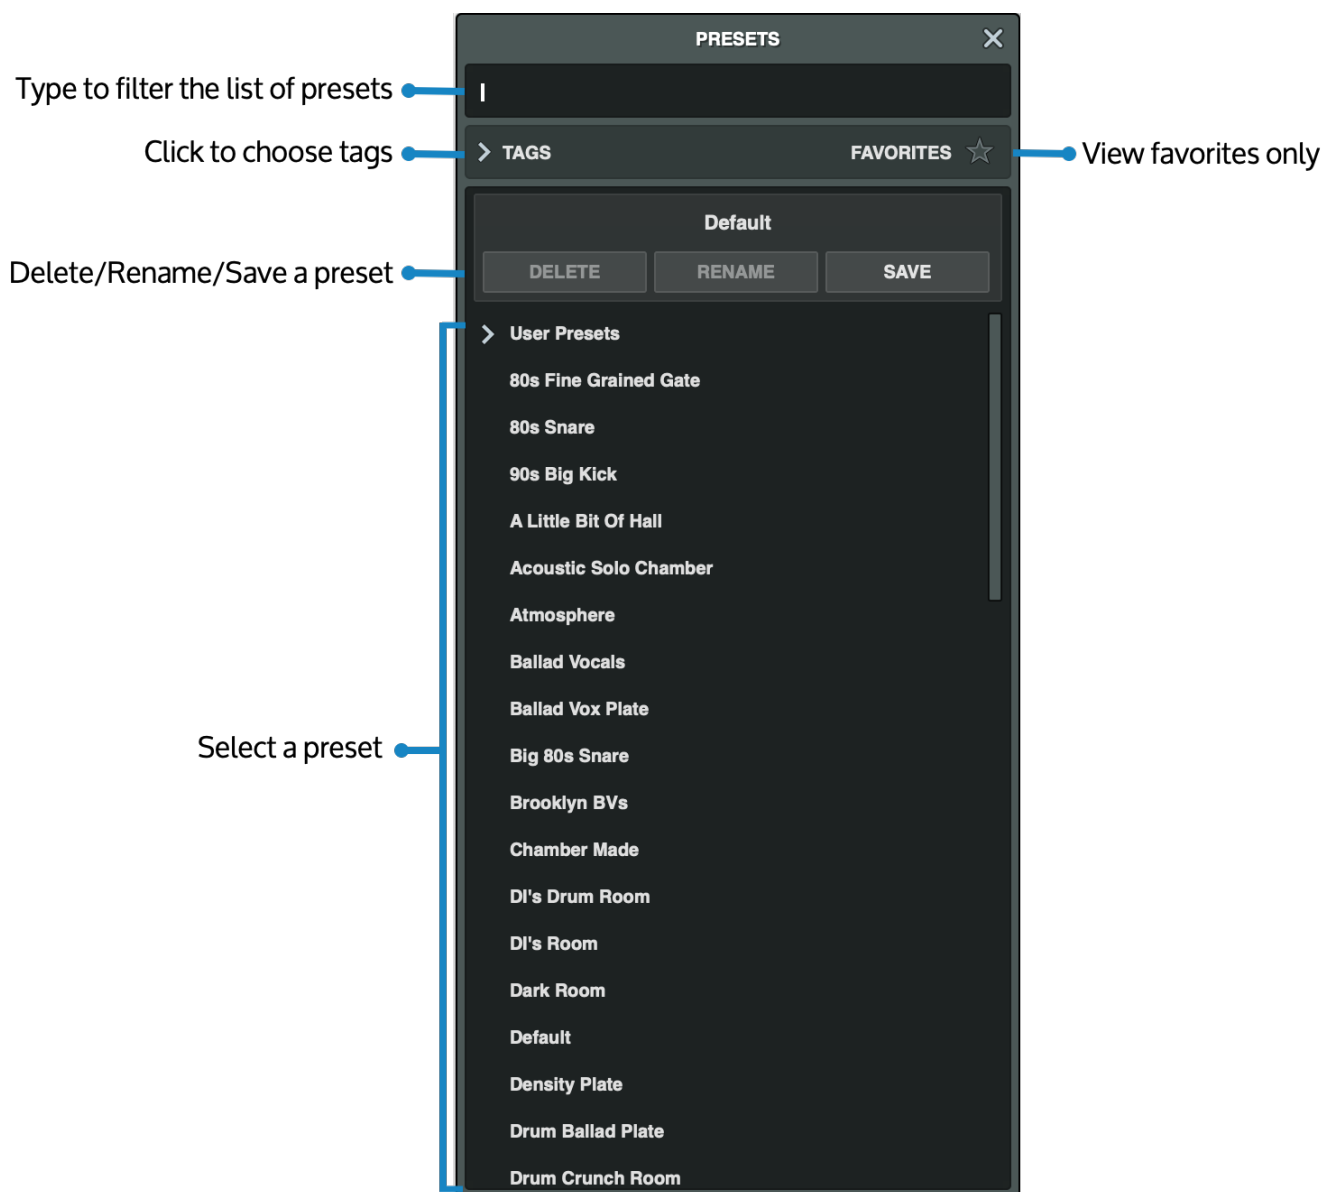 PRESETS
Type to filter the list of presets
Click to choose tags
TAGS
FAVORITES
View favorites only
Default
Delete/Rename/Save a preset
DELETE
RENAME
SAVE
User Presets
80s Fine Grained Gate
80s Snare
90s Big Kick
A Little Bit Of Hall
Acoustic Solo Chamber
Atmosphere
Ballad Vocals
Ballad Vox Plate
Select a preset
Big 80s Snare
Brooklyn BVs
Chamber Made
DI's Drum Room
DI's Room
Dark Room
Default
Density Plate
Drum Ballad Plate
Drum Crunch Room